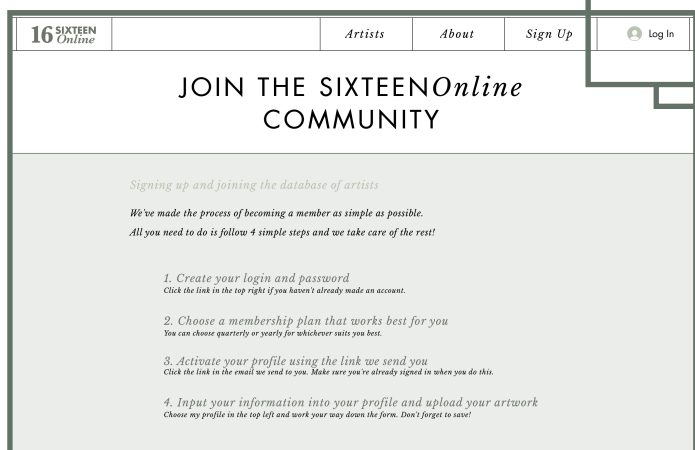 16 SIXTEEN
Online
Artists
About
Sign Up
Log In
JOIN THE SIXTEENOnline
COMMUNITY
Signing up and joining the database of artists
We've made the process of becoming a member as simple as possible.
All you need to do is follow 4 simple steps and we take care of the rest!
1. Create your login and password
Click the link in the top right if you haven't already made an account.
2. Choose a membership plan that works best for you
You can choose quarterly or yearly for whichever suits you best.
3. Activate your profile using the link we send you
Click the link in the email we send to you. Make sure you're already signed in when you do this.
4. Input your information into your profile and upload your artwork
Choose my profile in the top left and work your way down the form. Don't forget to save!